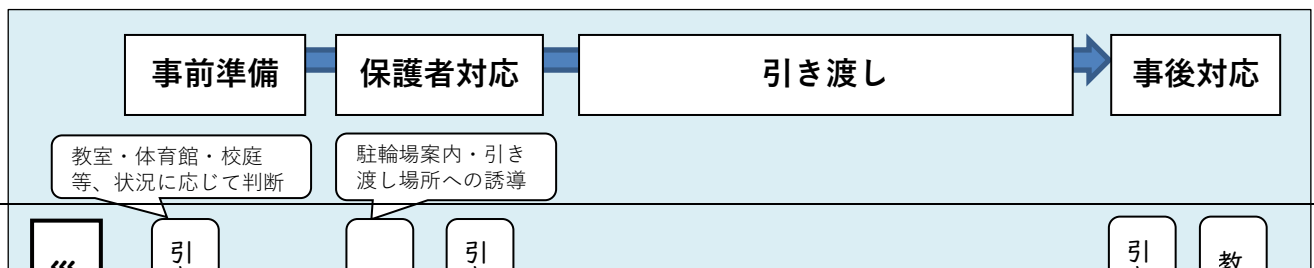 事前準備
保護者対応
引き渡し
事後対応
教室・体育館・校庭
等、状況に応じて判断
駐輪場案内・引き
渡し場所への誘導
引
引
引
教